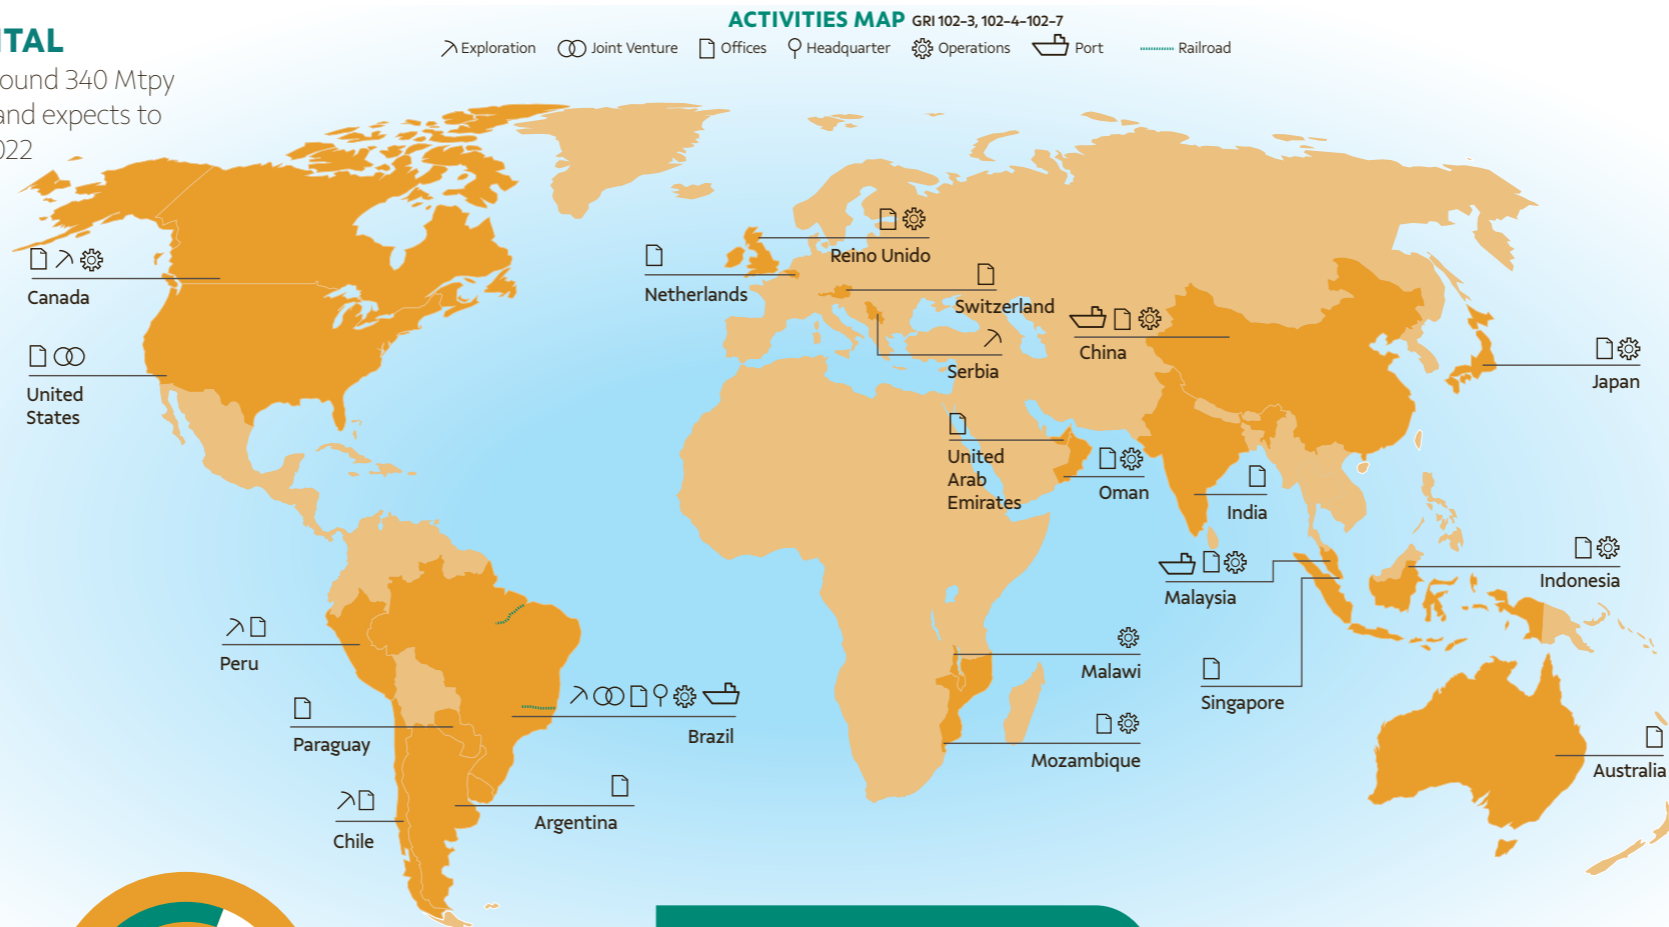 ITAL
ound 340 Mtpy
and expects to
022
ACTIVITIES MAP GRI 102-3, 102-4-102-7
Exploration
Joint Venture
Offices
Headquarter
Operations
Port
Railroad
Canada
United
States
Netherlands
Reino Unido
Switzerland
Serbia
China
Japan
United
Arab
Emirates
Oman
India
Malaysia
Indonesia
Singapore
Malawi
Mozambique
Australia
Peru
Paraguay
Brazil
Argentina
Chile